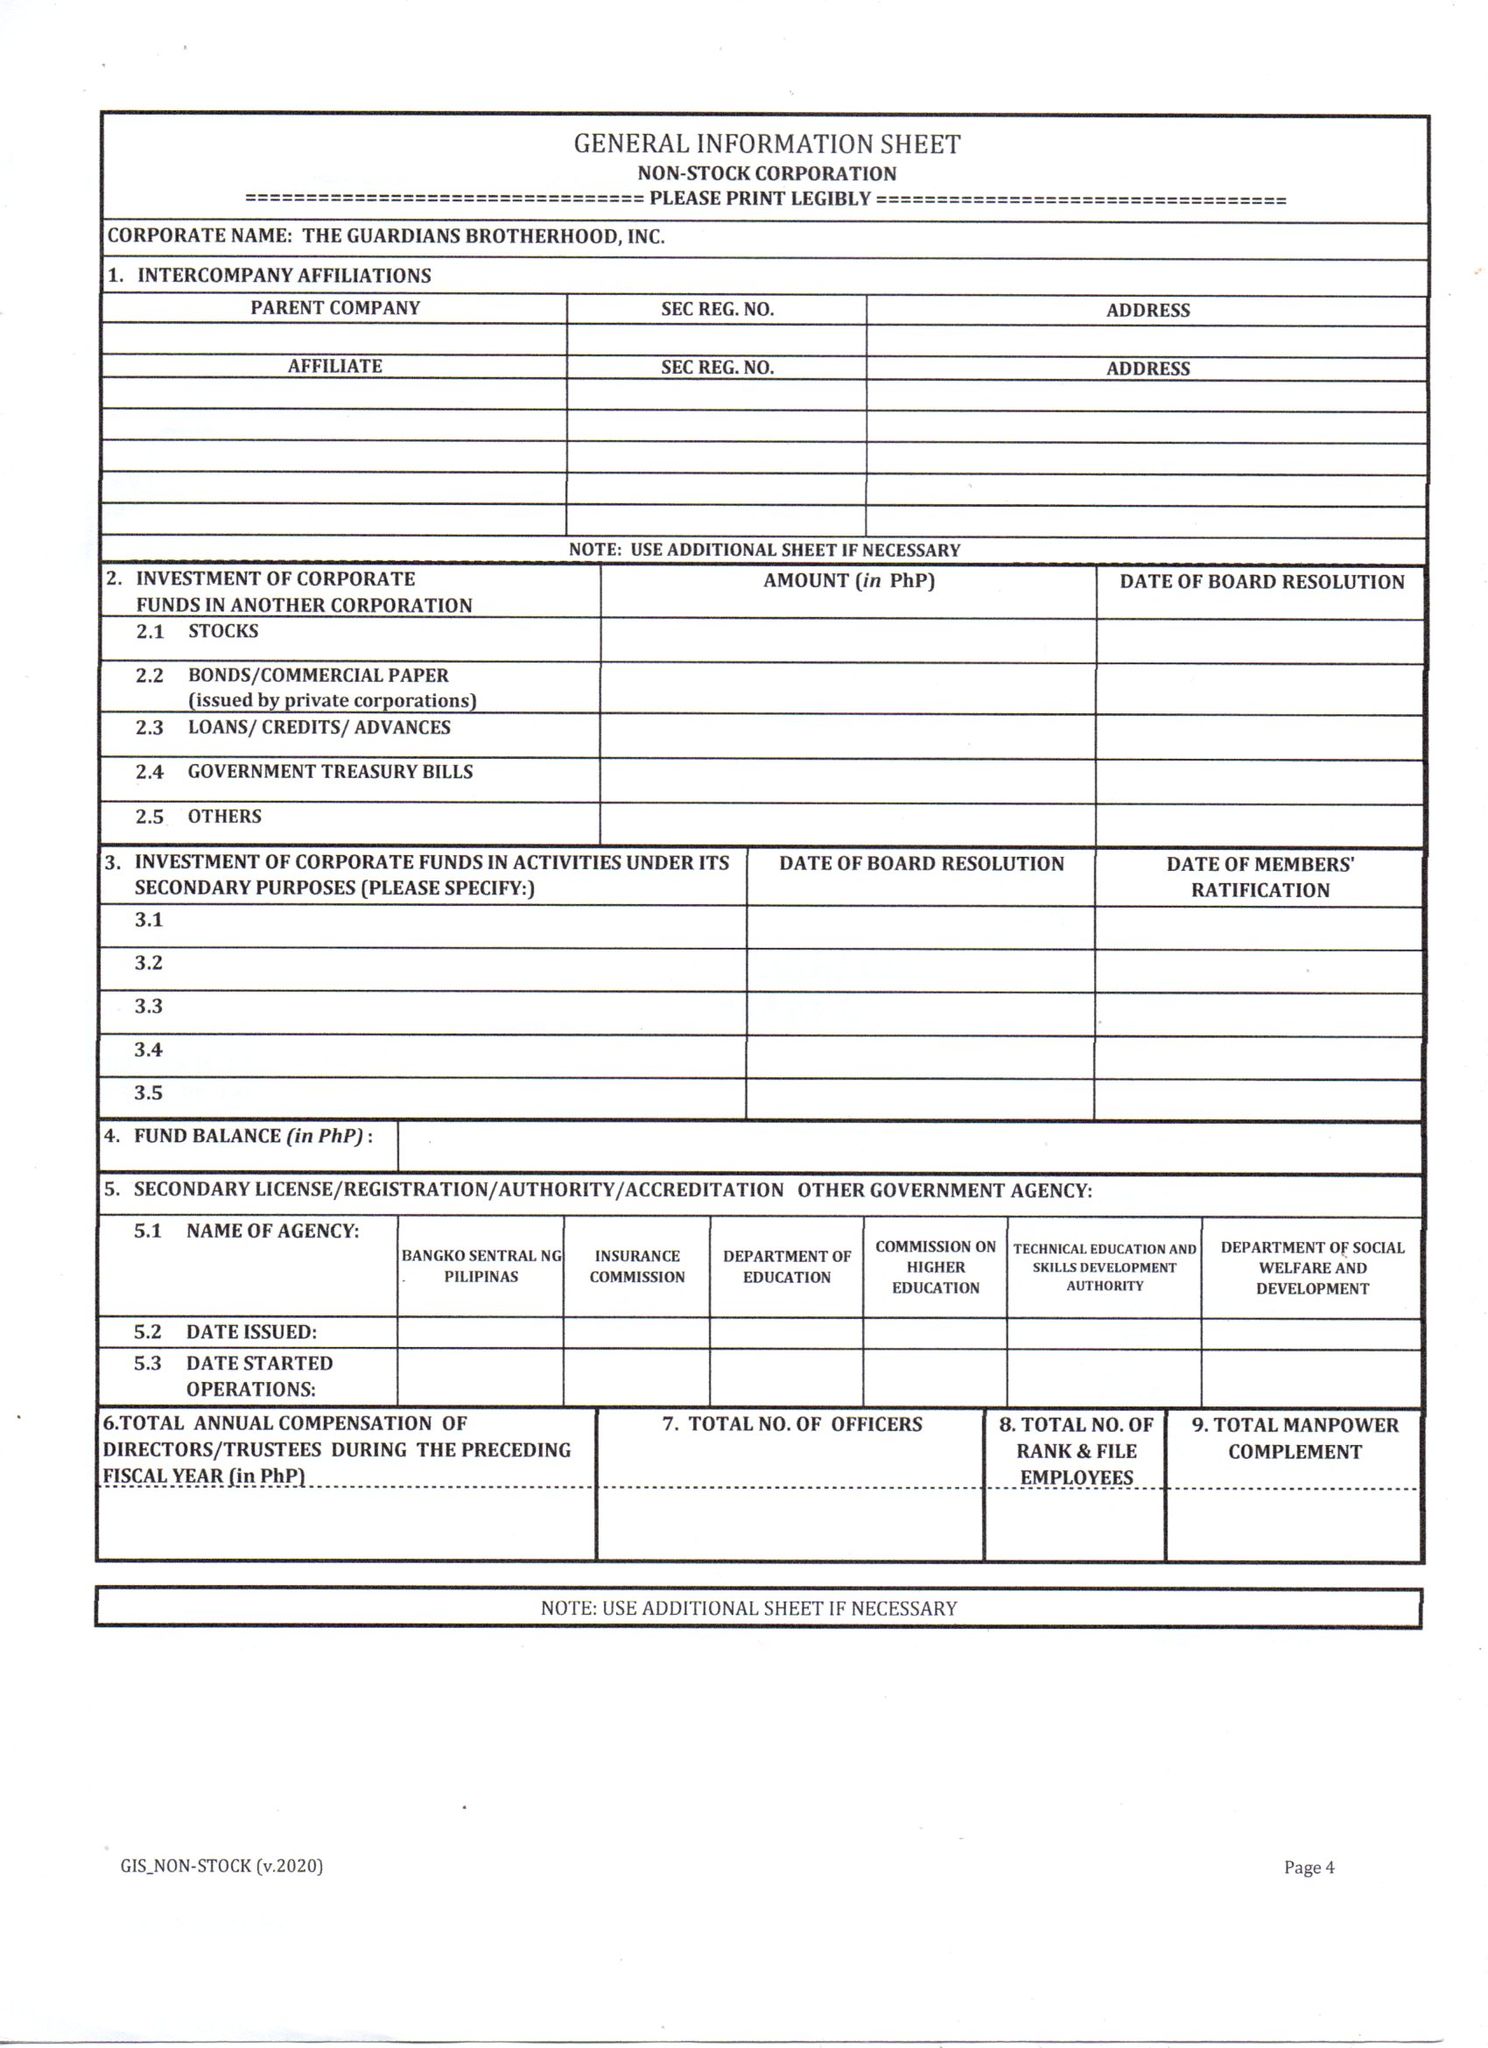 GENERAL INFORMATION SHEET
NON-STOCK CORPORATION
================================= PLEASE PRINT LEGIBLY ==================================
CORPORATE NAME: THE GUARDIANS BROTHERHOOD, INC.
1. INTERCOMPANY AFFILIATIONS
PARENT COMPANY SEC REG. NO. ADDRESS
AFFILIATE SEC REG. NO. ADDRESS
NOTE: USE ADDITIONAL SHEET IF NECESSARY
2. INVESTMENT OF CORPORATE FUNDS IN ANOTHER CORPORATION
AMOUNT (in PhP) DATE OF BOARD RESOLUTION
2.1 STOCKS
2.2 BONDS/COMMERCIAL PAPER
(issued by private corporations)
2.3 LOANS/ CREDITS/ ADVANCES
2.4 GOVERNMENT TREASURY BILLS
2.5 OTHERS
3. INVESTMENT OF CORPORATE FUNDS IN ACTIVITIES UNDER ITS
SECONDARY PURPOSES (PLEASE SPECIFY:)
DATE OF BOARD RESOLUTION
DATE OF MEMBERS'
RATIFICATION
3.1
3.2
3.3
3.4
3.5
4. FUND BALANCE (in PhP) :
5. SECONDARY LICENSE/REGISTRATION/AUTHORITY/ACCREDITATION OTHER GOVERNMENT AGENCY:
5.1 NAME OF AGENCY:
BANGKO SENTRAL NG
PILIPINAS
INSURANCE
COMMISSION
DEPARTMENT OF
EDUCATION
COMMISSION ON
HIGHER
EDUCATION
TECHNICAL EDUCATION AND
SKILLS DEVELOPMENT
AUTHORITY
DEPARTMENT OF SOCIAL
WELFARE AND
DEVELOPMENT
5.2 DATE ISSUED:
5.3 DATE STARTED
OPERATIONS:
6.TOTAL ANNUAL COMPENSATION OF
DIRECTORS/TRUSTEES DURING THE PRECEDING
FISCAL YEAR (in PhP)
7. TOTAL NO. OF OFFICERS
8. TOTAL NO. OF
RANK & FILE
EMPLOYEES
9. TOTAL MANPOWER
COMPLEMENT
NOTE: USE ADDITIONAL SHEET IF NECESSARY
GIS_NON-STOCK (v.2020) Page 4